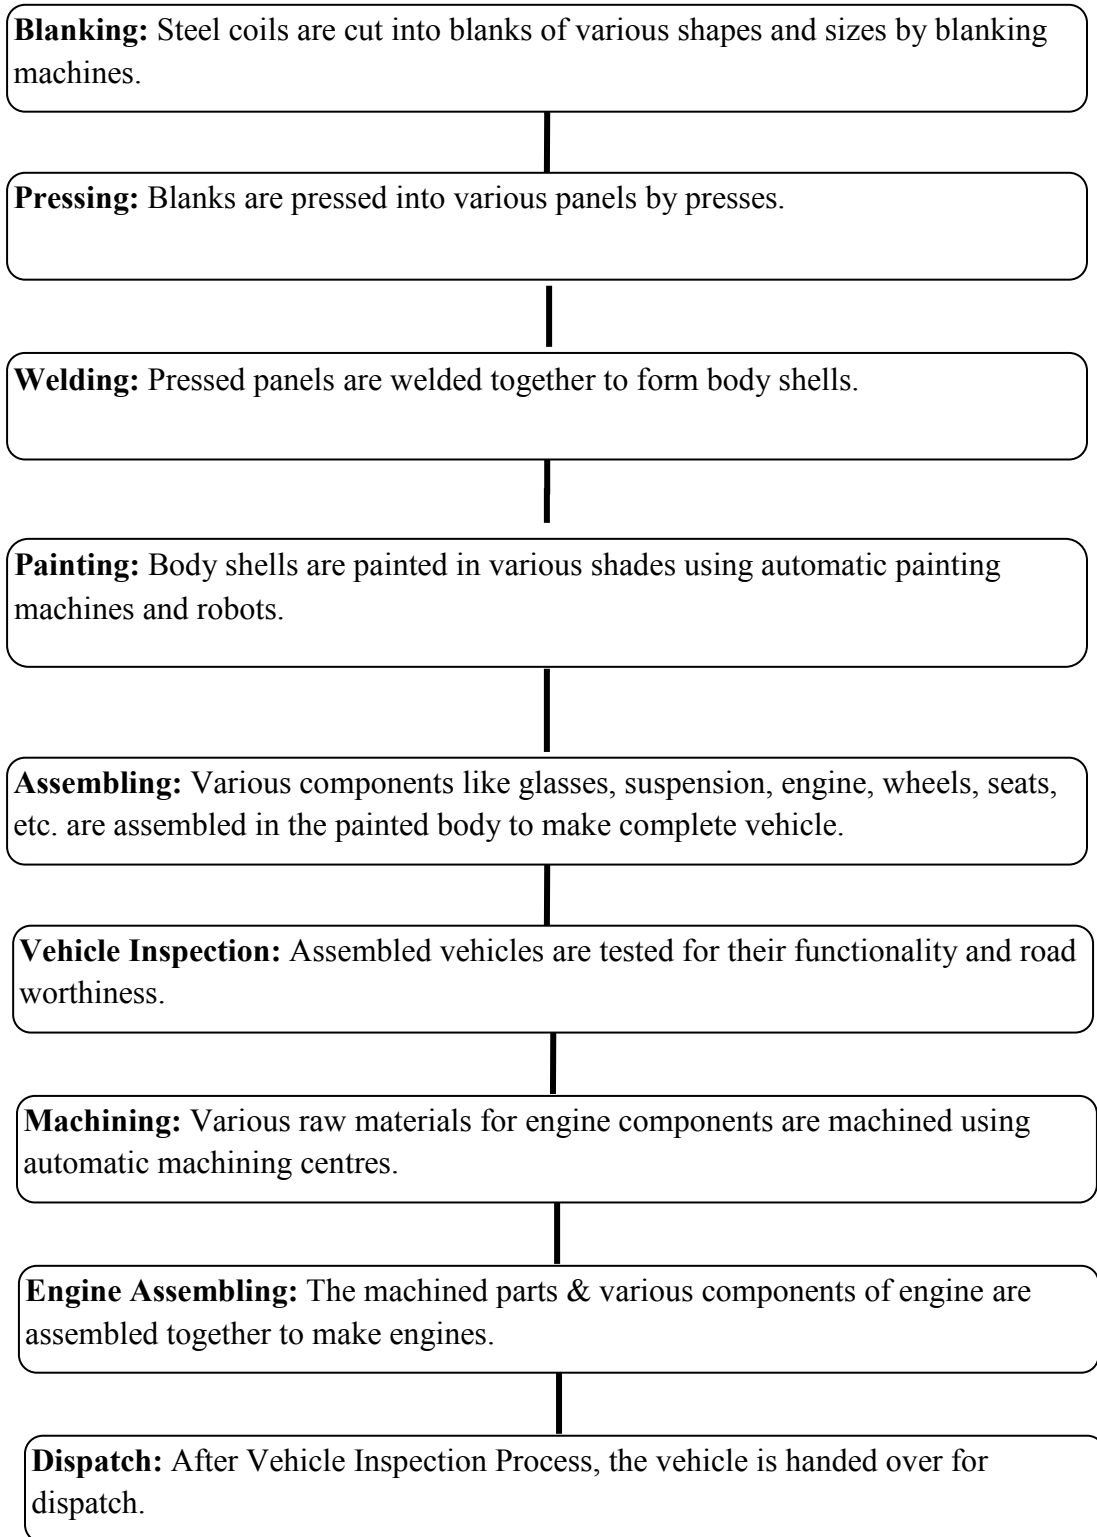 Blanking: Steel coils are cut into blanks of various shapes and sizes by blanking
machines.
Pressing: Blanks are pressed into various panels by presses.
Welding: Pressed panels are welded together to form body shells.
Painting: Body shells are painted in various shades using automatic painting
machines and robots.
Assembling: Various components like glasses, suspension, engine, wheels, seats,
etc. are assembled in the painted body to make complete vehicle.
Vehicle Inspection: Assembled vehicles are tested for their functionality and road
worthiness.
Machining: Various raw materials for engine components are machined using
automatic machining centres.
Engine Assembling: The machined parts & various components of engine are
assembled together to make engines.
Dispatch: After Vehicle Inspection Process, the vehicle is handed over for
dispatch.